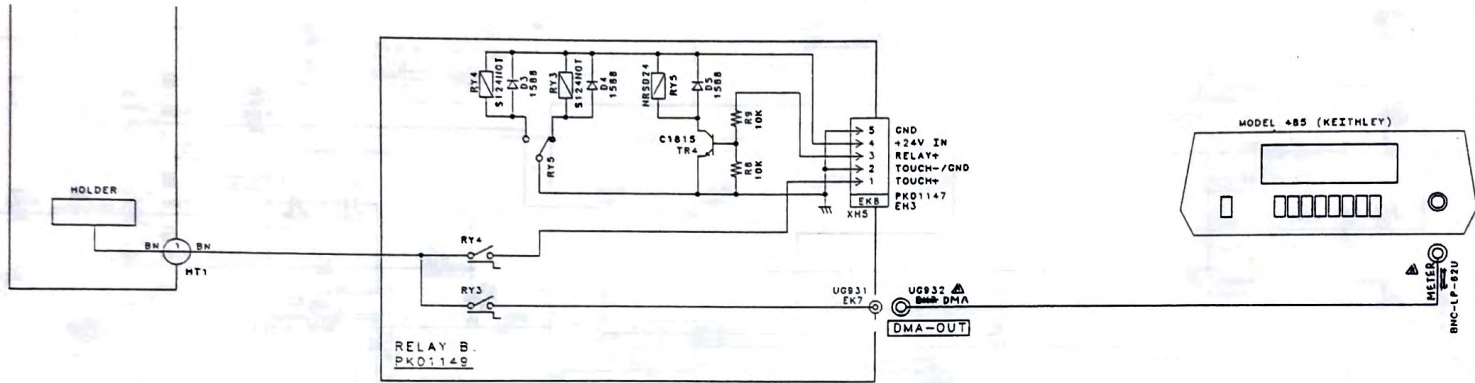 RY4
S124NOT
D3
1588
RY3
S124NOT
D4
1588
NRSD24
RY5
D5
1588
R9
10K
C1815
TR4
R8
10K
RY5
5 GND
4 +24V IN
3 RELAY+
2 TOUCH-/GND
1 TOUCH+
EK8
PK01147
EK3
XH5
MODEL 485 (KEITHLEY)
HOLDER
BN
1
BN
MT1
RY4
RY3
UG931
EK7
UG932
DMA
DMA-OUT
METER
BNC-LP-62U
RELAY B.
PK01149